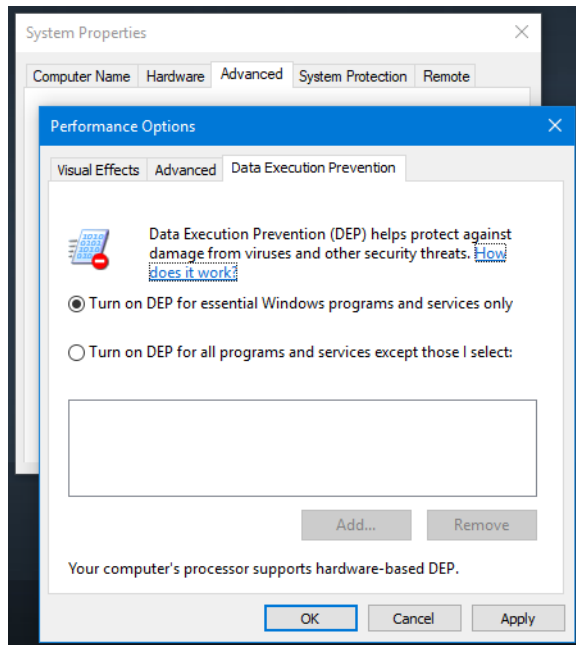 System Properties
Computer Name Hardware Advanced System Protection Remote
Performance Options
Visual Effects Advanced Data Execution Prevention
Data Execution Prevention (DEP) helps protect against
damage from viruses and other security threats. How
does it work?
Turn on DEP for essential Windows programs and services only
Turn on DEP for all programs and services except those I select:
Add... Remove
Your computer's processor supports hardware-based DEP.
OK Cancel Apply